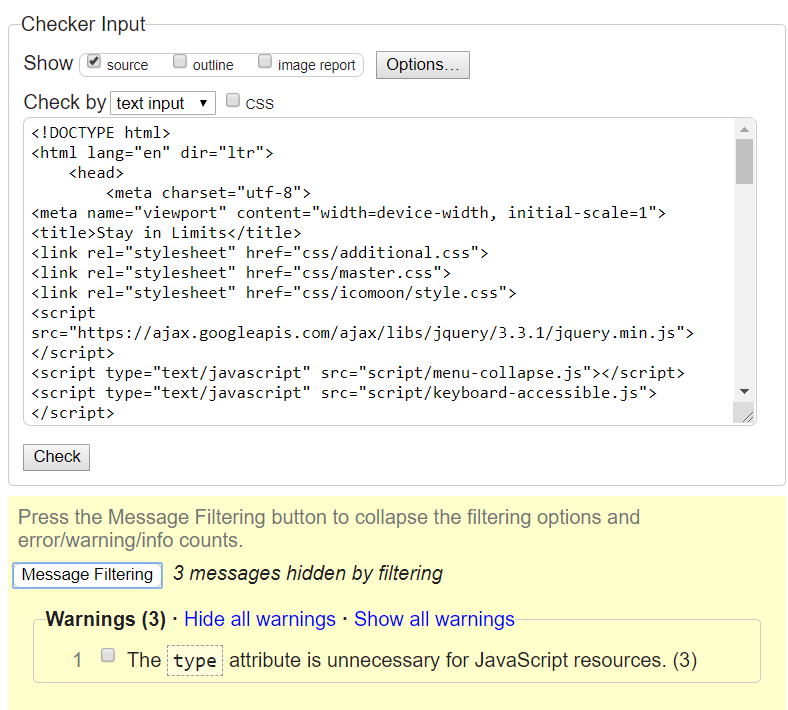 Checker Input
Show source outline image report Options...
Check by text input ▼ CSS
<!DOCTYPE html>
<html lang="en" dir="ltr">
    <head>
        <meta charset="utf-8">
<meta name="viewport" content="width=device-width, initial-scale=1">
<title>Stay in Limits</title>
<link rel="stylesheet" href="css/additional.css">
<link rel="stylesheet" href="css/master.css">
<link rel="stylesheet" href="css/icomoon/style.css">
<script
src="https://ajax.googleapis.com/ajax/libs/jquery/3.3.1/jquery.min.js">
</script>
<script type="text/javascript" src="script/menu-collapse.js"></script>
<script type="text/javascript" src="script/keyboard-accessible.js">
</script>
Check
Press the Message Filtering button to collapse the filtering options and
error/warning/info counts.
Message Filtering 3 messages hidden by filtering
Warnings (3) · Hide all warnings · Show all warnings
1 The type attribute is unnecessary for JavaScript resources. (3)